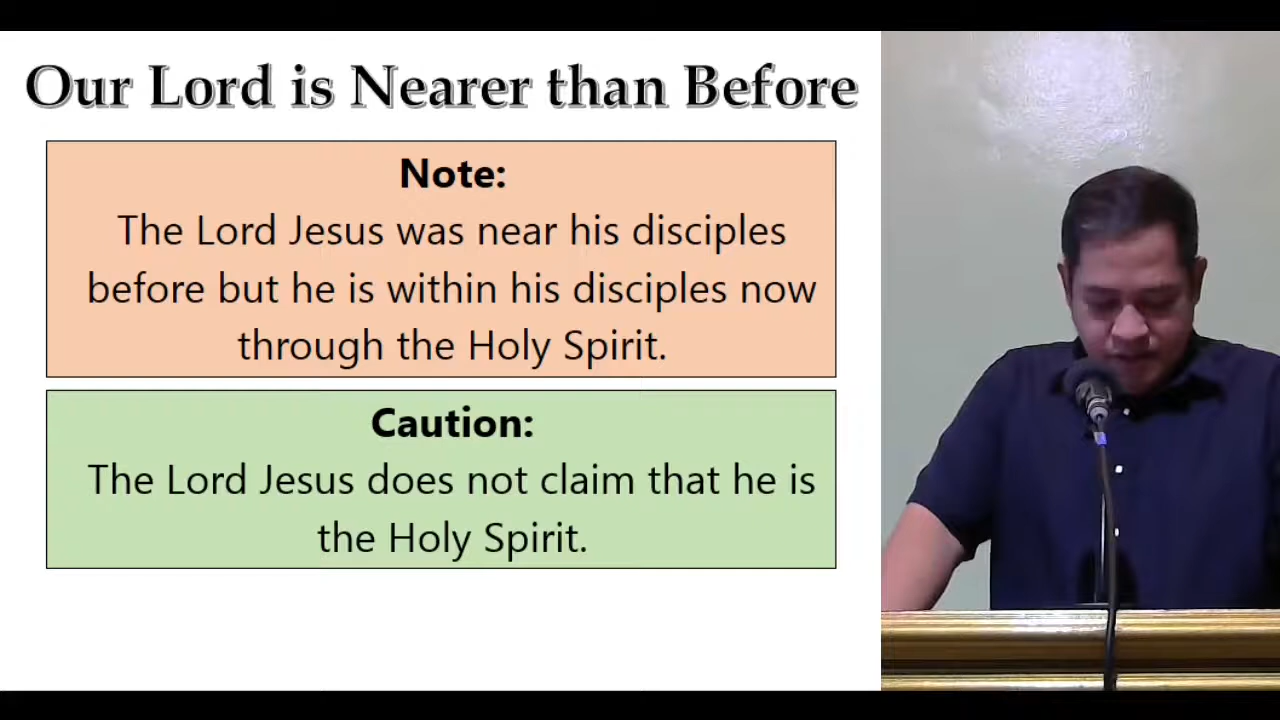 Our Lord is Nearer than Before
Note:
The Lord Jesus was near his disciples
before but he is within his disciples now
through the Holy Spirit.
Caution:
The Lord Jesus does not claim that he is
the Holy Spirit.